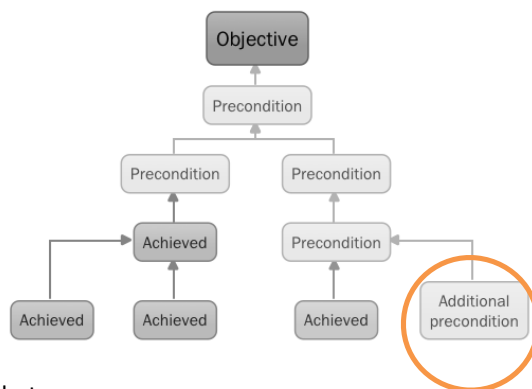 Objective
Precondition
Precondition
Precondition
Achieved
Precondition
Achieved
Achieved
Achieved
Additional
precondition